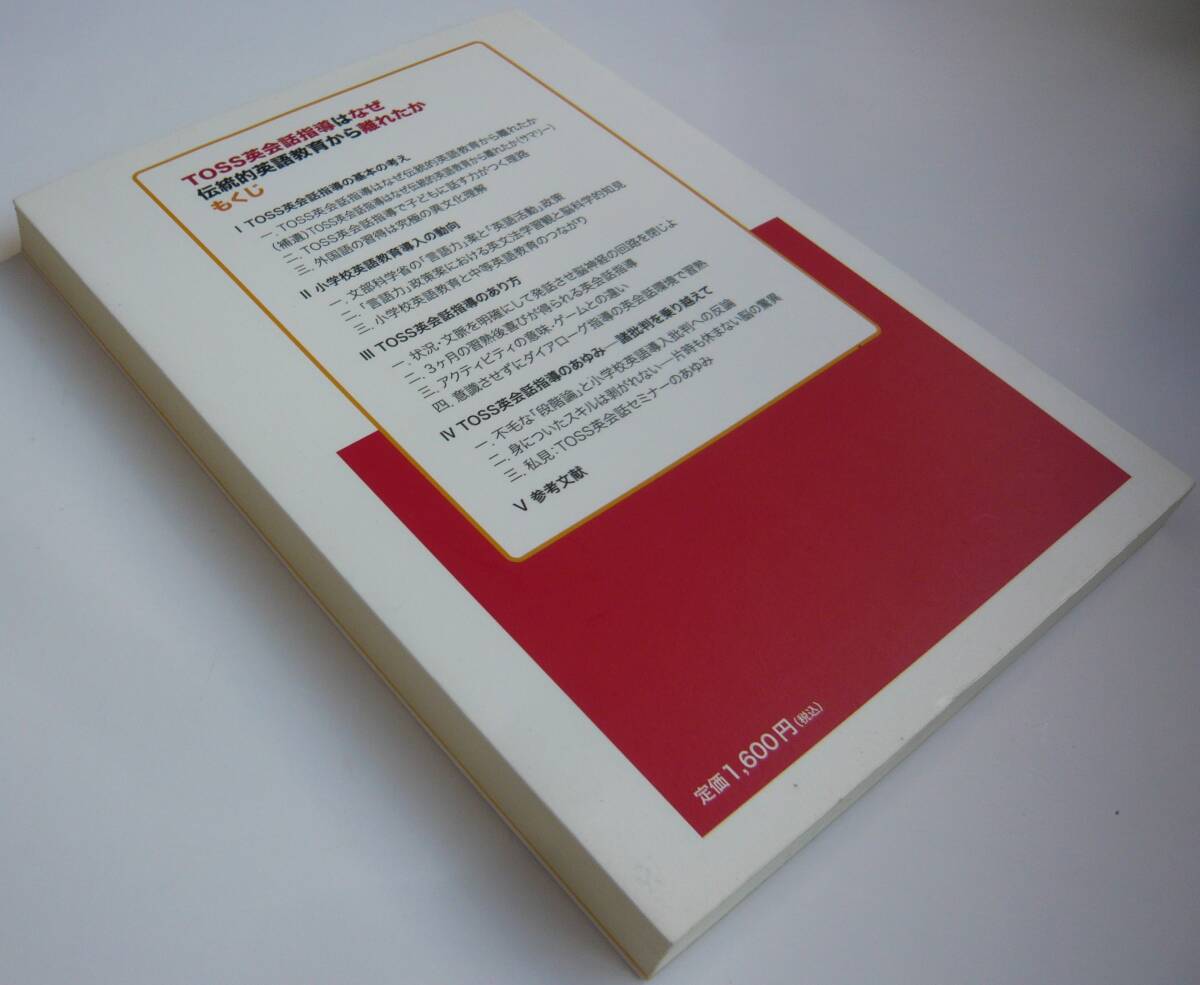 TOSS英会話指導はなぜ
伝統的英語教育から離れたか
もくじ
I TOSS英会話指導の基本の考え
一. TOSS英会話指導はなぜ伝統的英語教育から離れたか
(補遺)TOSS英会話指導はなぜ伝統的英語教育から離れたか(サマリー)
二. TOSS英会話指導で子どもに話す力がつく理路
三. 外国語の習得は究極の異文化理解
II 小学校英語教育導入の動向
一. 文部科学省の「言語力」案と「英語活動」政策
二. 「言語力」政策案における英文法学習観と脳科学的知見
三. 小学校英語教育と中等英語教育のつながり
III TOSS英会話指導のあり方
一. 状況・文脈を明確にして発話させ脳神経の回路を閉じよ
二. 3ヶ月の習熟後喜びが得られる英会話指導
三. アクティビティの意味・ゲームとの違い
四. 意識させずにダイアローグ指導の英会話環境で習熟
IV TOSS英会話指導のあゆみ―諸批判を乗り越えて
一. 不毛な「段階論」と小学校英語導入批判への反論
二. 身についたスキルは剥がれない―片時も休まない脳の驚異
三. 私見:TOSS英会話セミナーのあゆみ
V 参考文献
定価1,600円(税込)